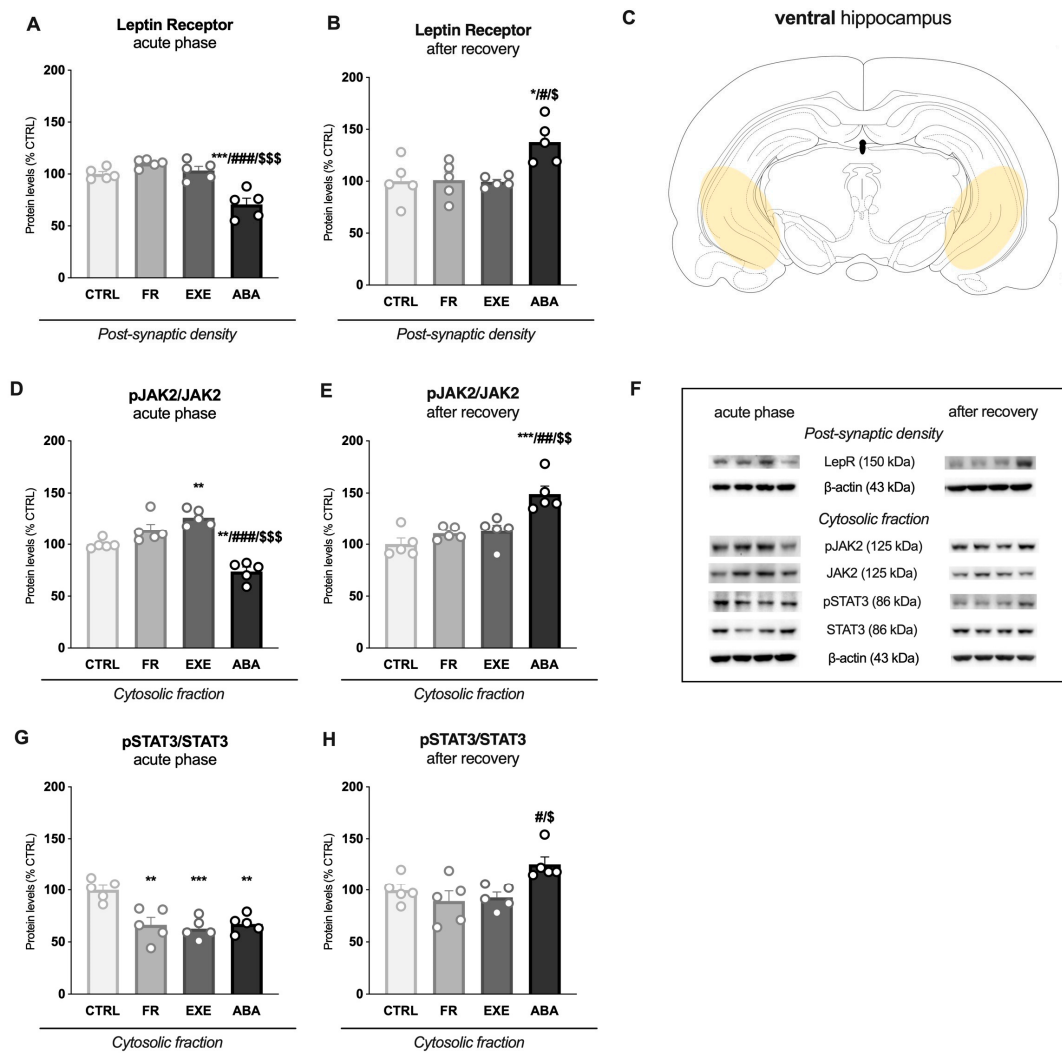 A
Leptin Receptor
acute phase
Protein levels (% CTRL)
200
150
100
50
0
***/###/$$$
CTRL FR EXE ABA
Post-synaptic density
B
Leptin Receptor
after recovery
Protein levels (% CTRL)
200
150
100
50
0
*/#/$
CTRL FR EXE ABA
Post-synaptic density
C
ventral hippocampus
D
pJAK2/JAK2
acute phase
Protein levels (% CTRL)
200
150
100
50
0
**
**/###/$$$
CTRL FR EXE ABA
Cytosolic fraction
E
pJAK2/JAK2
after recovery
Protein levels (% CTRL)
200
150
100
50
0
***/##/$$
CTRL FR EXE ABA
Cytosolic fraction
F
acute phase after recovery
Post-synaptic density
LepR (150 kDa)
β-actin (43 kDa)
Cytosolic fraction
pJAK2 (125 kDa)
JAK2 (125 kDa)
pSTAT3 (86 kDa)
STAT3 (86 kDa)
β-actin (43 kDa)
G
pSTAT3/STAT3
acute phase
Protein levels (% CTRL)
200
150
100
50
0
** *** **
CTRL FR EXE ABA
Cytosolic fraction
H
pSTAT3/STAT3
after recovery
Protein levels (% CTRL)
200
150
100
50
0
#/$
CTRL FR EXE ABA
Cytosolic fraction